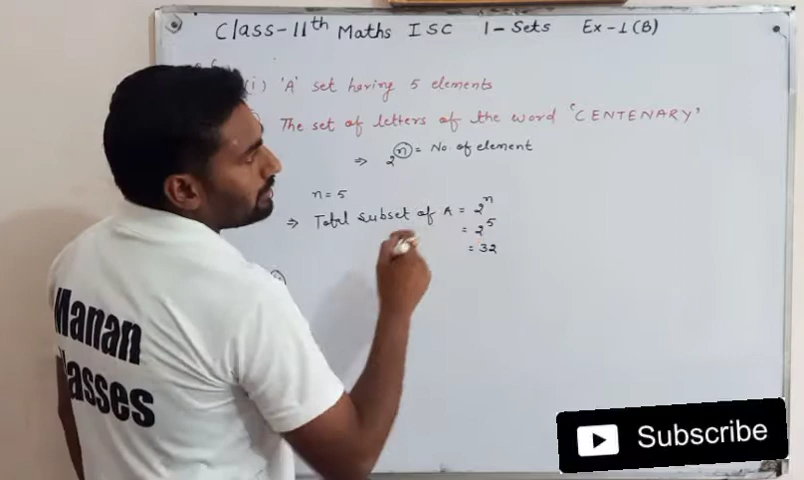 Class-11th Maths ISC 1-Sets Ex-1(B)
(i) 'A' set having 5 elements
The set of letters of the word 'CENTENARY'
⇒ 2ⁿ = No. of element
n = 5
⇒ Total Subset of A = 2ⁿ
= 2⁵
= 32
Manan
Classes
Subscribe